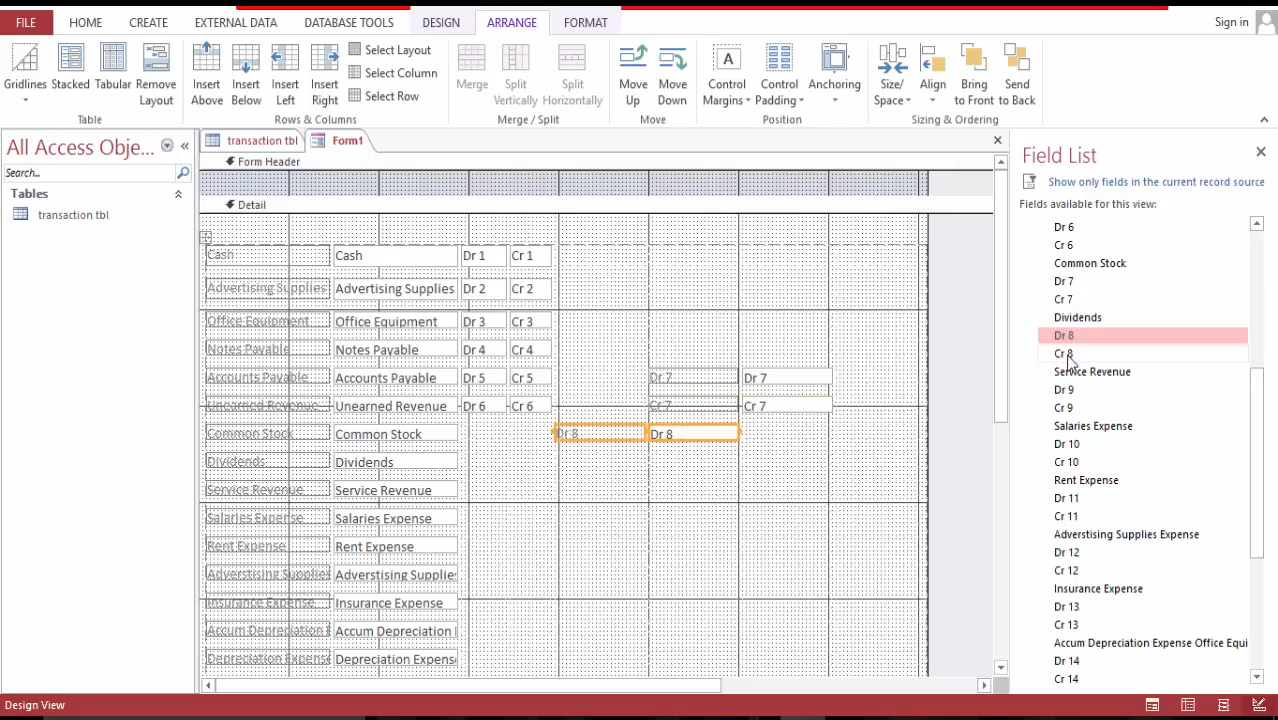 FILE HOME CREATE EXTERNAL DATA DATABASE TOOLS DESIGN ARRANGE FORMAT Sign in
Gridlines Stacked Tabular Remove Layout
Table
Insert Above Insert Below Insert Left Insert Right
Select Layout
Select Column
Select Row
Rows & Columns
Merge Split Vertically Split Horizontally
Merge / Split
Move Up Move Down
Move
Control Margins Control Padding Anchoring
Position
Size/ Space Align Bring to Front Send to Back
Sizing & Ordering
All Access Obje...
Search...
Tables
transaction tbl
transaction tbl Form1
Form Header
Detail
Cash Cash Dr 1 Cr 1
Advertising Supplies Advertising Supplies Dr 2 Cr 2
Office Equipment Office Equipment Dr 3 Cr 3
Notes Payable Notes Payable Dr 4 Cr 4
Accounts Payable Accounts Payable Dr 5 Cr 5 Dr 7 Dr 7
Unearned Revenue Unearned Revenue Dr 6 Cr 6 Cr 7 Cr 7
Common Stock Common Stock Dr 8 Dr 8
Dividends Dividends
Service Revenue Service Revenue
Salaries Expense Salaries Expense
Rent Expense Rent Expense
Adverstising Supplies Adverstising Supplie
Insurance Expense Insurance Expense
Accum Depreciation E Accum Depreciation
Depreciation Expense Depreciation Expens
Field List
Show only fields in the current record source
Fields available for this view:
Dr 6
Cr 6
Common Stock
Dr 7
Cr 7
Dividends
Dr 8
Cr 8
Service Revenue
Dr 9
Cr 9
Salaries Expense
Dr 10
Cr 10
Rent Expense
Dr 11
Cr 11
Adverstising Supplies Expense
Dr 12
Cr 12
Insurance Expense
Dr 13
Cr 13
Accum Depreciation Expense Office Equi
Dr 14
Cr 14
Design View